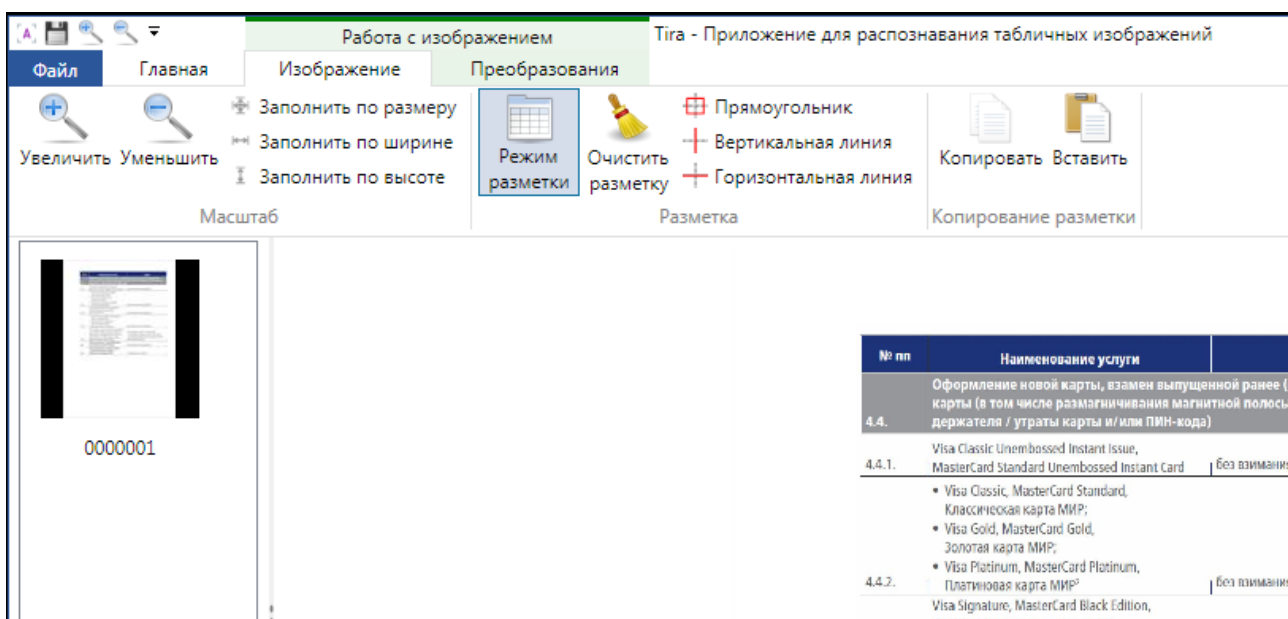 Работа с изображением
Tira - Приложение для распознавания табличных изображений
Файл
Главная
Изображение
Преобразования
Увеличить
Уменьшить
Заполнить по размеру
Заполнить по ширине
Заполнить по высоте
Масштаб
Режим
разметки
Очистить
разметку
Прямоугольник
Вертикальная линия
Горизонтальная линия
Разметка
Копировать
Вставить
Копирование разметки
0000001
№ пп
Наименование услуги
4.4.
Оформление новой карты, взамен выпущенной ранее (
карты (в том числе размагничивания магнитной полосы
держателя / утраты карты и/или ПИН-кода)
4.4.1.
Visa Classic Unembossed Instant Issue,
MasterCard Standard Unembossed Instant Card
без взимания
4.4.2.
• Visa Classic, MasterCard Standard,
Классическая карта МИР;
• Visa Gold, MasterCard Gold,
Золотая карта МИР;
• Visa Platinum, MasterCard Platinum,
Платиновая карта МИР³
без взимания
Visa Signature, MasterCard Black Edition,